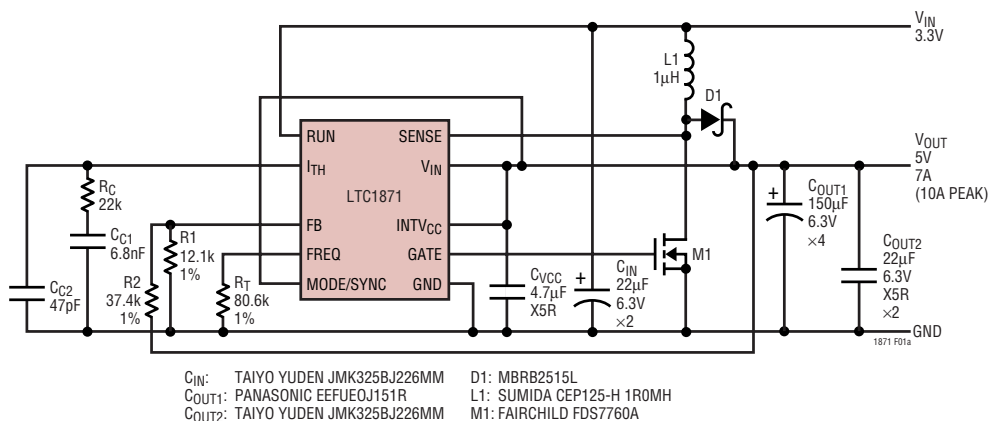 VIN
3.3V
L1
1µH
D1
RUN
SENSE
VOUT
5V
7A
(10A PEAK)
ITH
VIN
LTC1871
RC
22k
CC1
6.8nF
FB
INTVCC
R1
12.1k
1%
FREQ
GATE
M1
MODE/SYNC
GND
R2
37.4k
1%
RT
80.6k
1%
CC2
47pF
CVCC
4.7µF
X5R
+
CIN
22µF
6.3V
×2
+
COUT1
150µF
6.3V
×4
COUT2
22µF
6.3V
X5R
×2
GND
1871 F01a
CIN: TAIYO YUDEN JMK325BJ226MM
COUT1: PANASONIC EEFUEOJ151R
COUT2: TAIYO YUDEN JMK325BJ226MM
D1: MBRB2515L
L1: SUMIDA CEP125-H 1R0MH
M1: FAIRCHILD FDS7760A